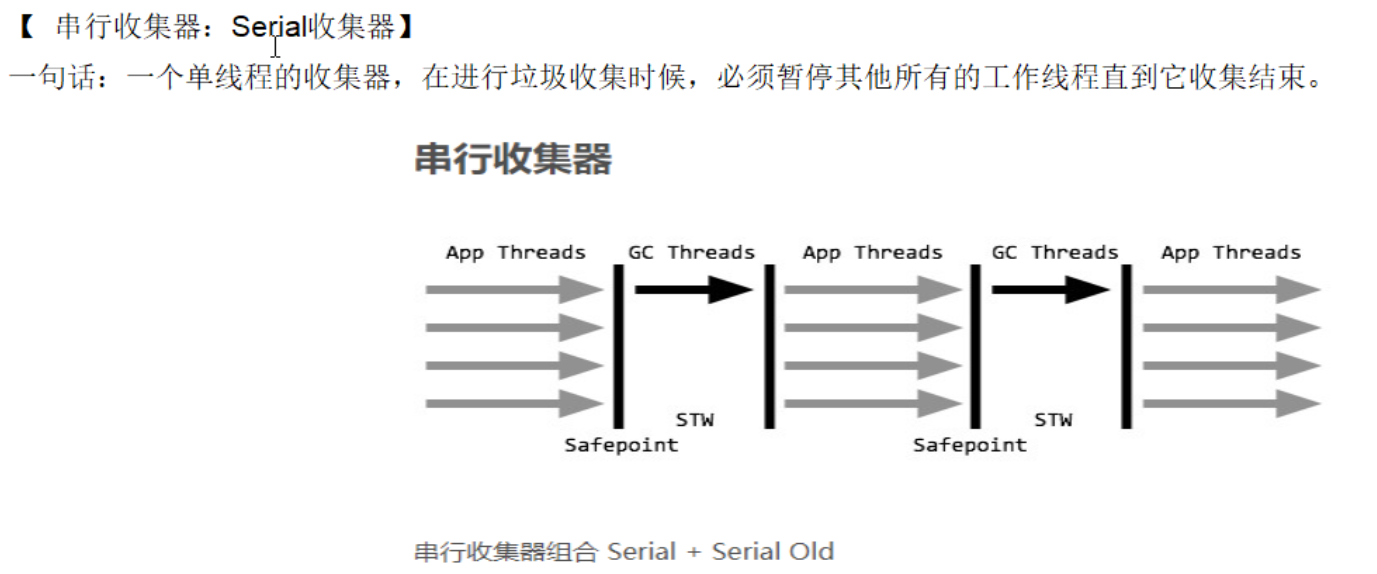 【 串行收集器：Serial收集器】
一句话：一个单线程的收集器，在进行垃圾收集时候，必须暂停其他所有的工作线程直到它收集结束。
串行收集器
App Threads GC Threads App Threads GC Threads App Threads
STW STW
Safepoint Safepoint
串行收集器组合 Serial + Serial Old